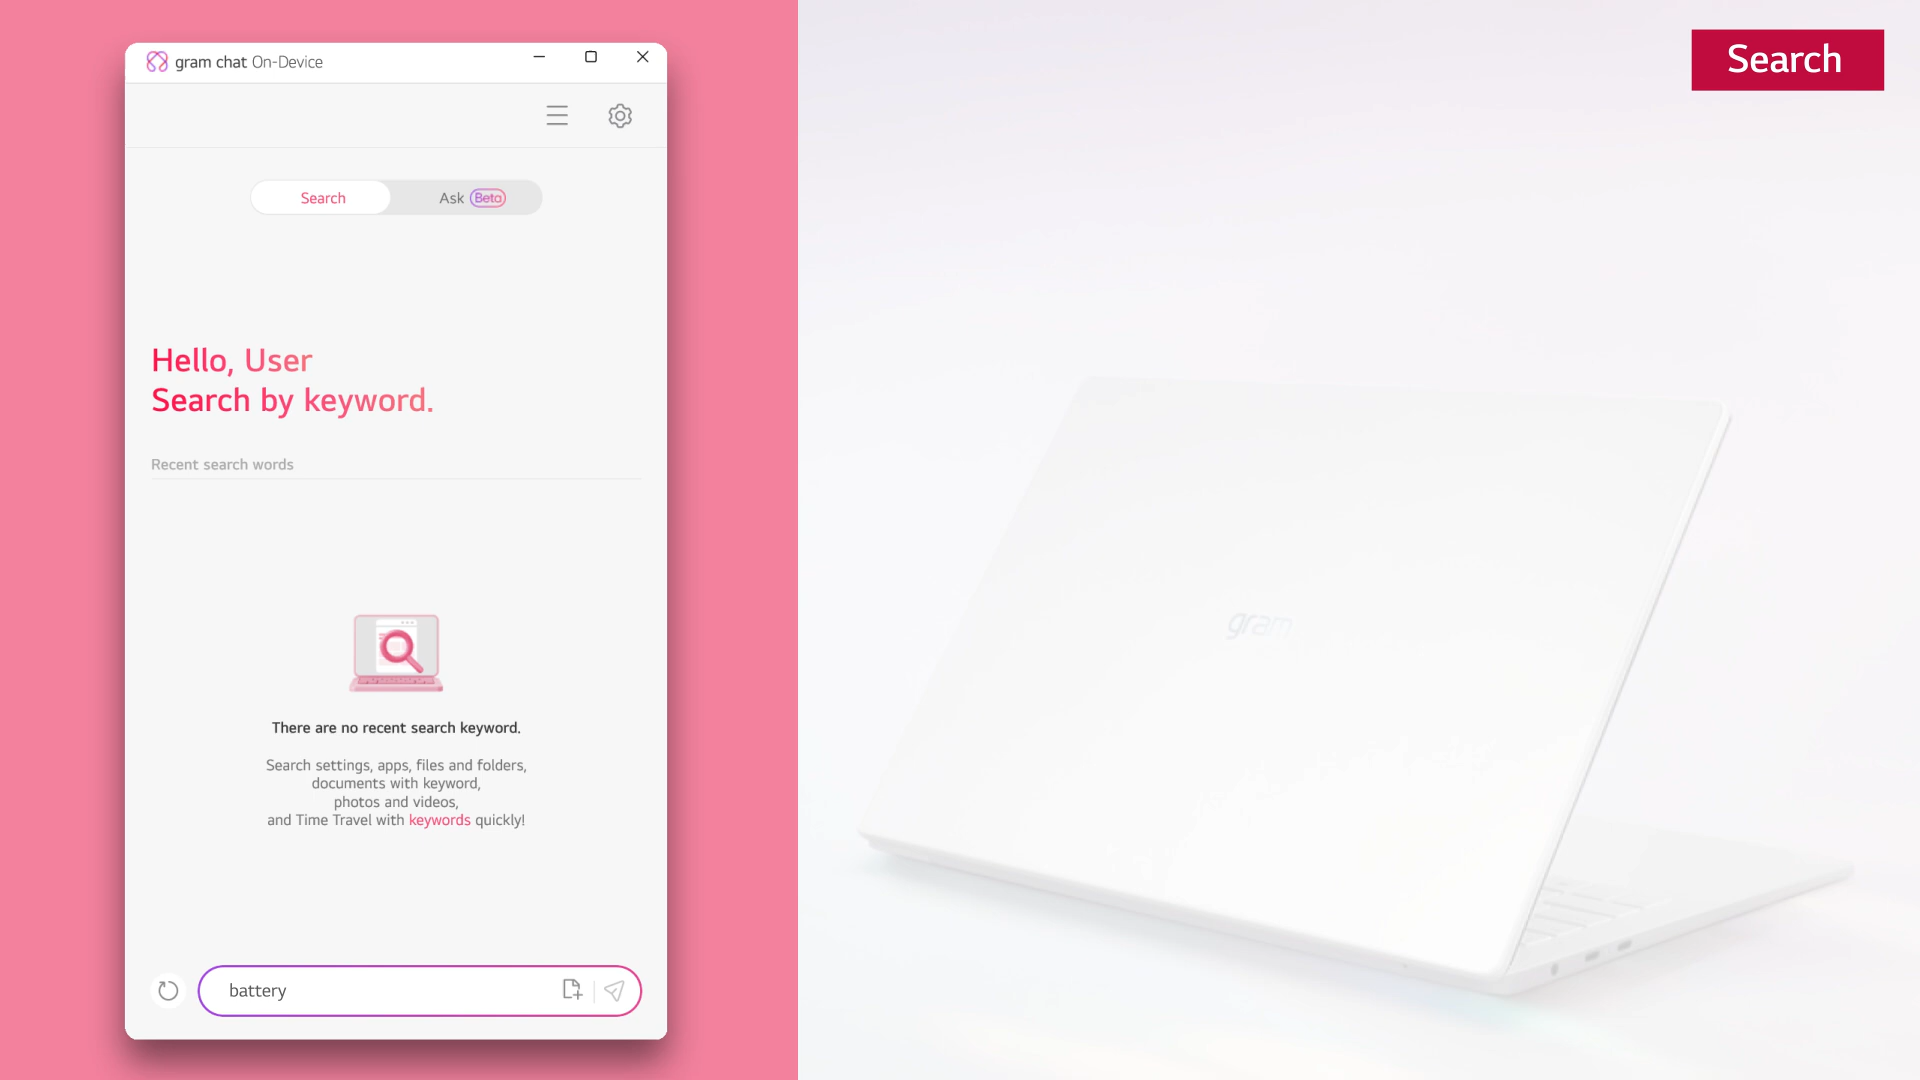 gram chat On-Device
Search
Ask Beta
Hello, User
Search by keyword.
Recent search words
There are no recent search keyword.
Search settings, apps, files and folders,
documents with keyword,
photos and videos,
and Time Travel with keywords quickly!
battery
Search
gram